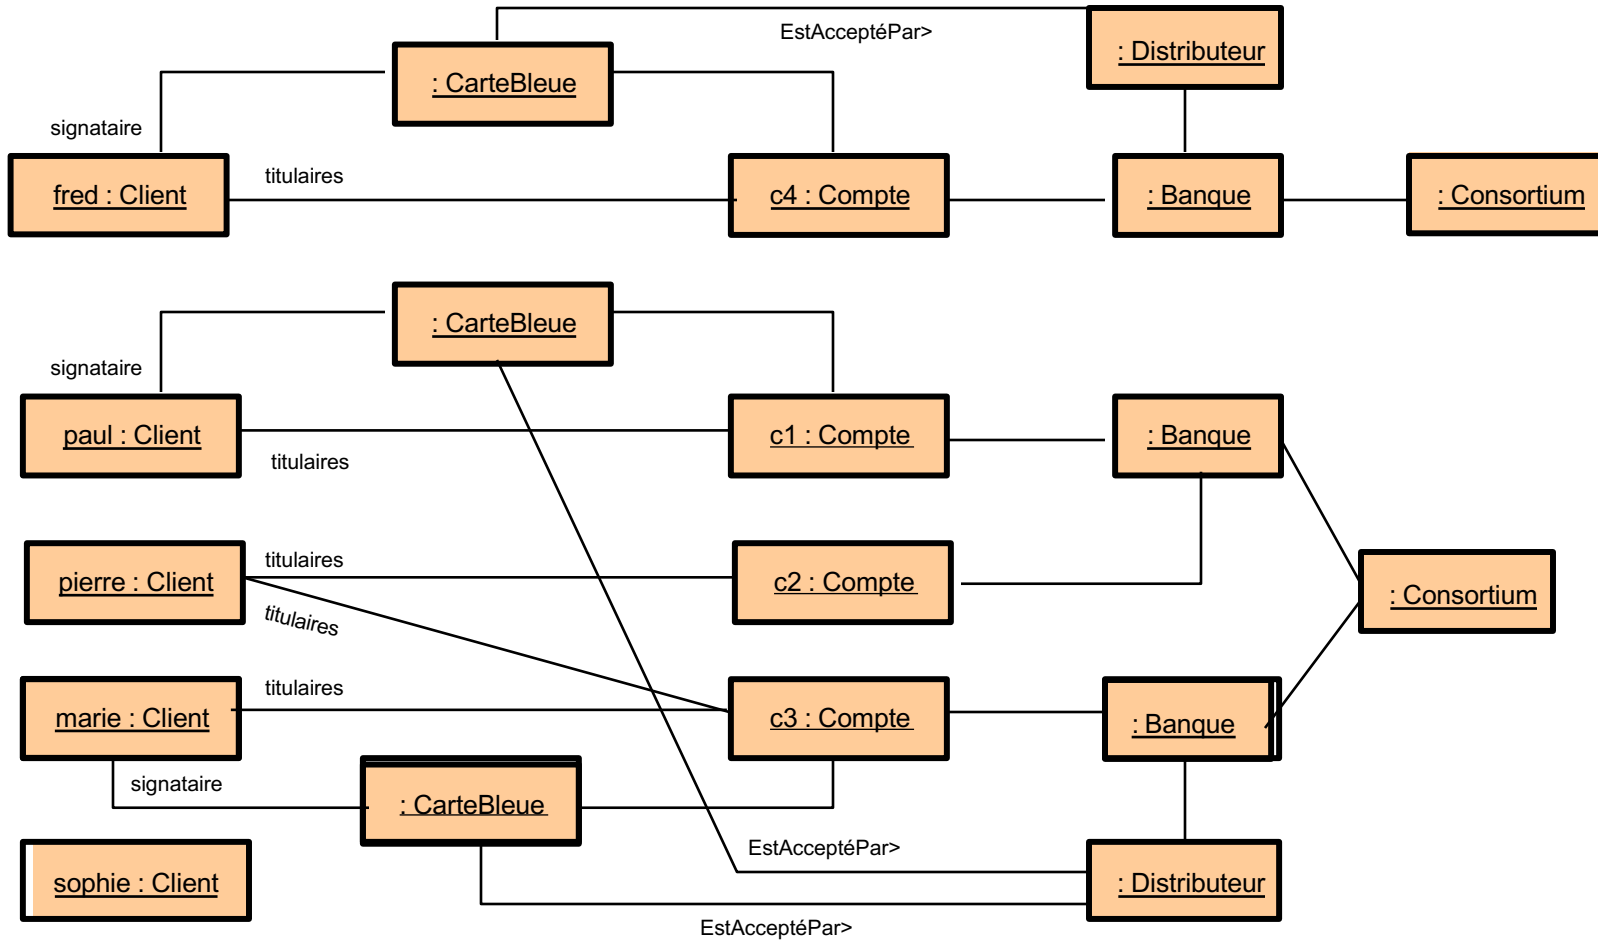 EstAcceptéPar>
: Distributeur
: CarteBleue
signataire
titulaires
fred : Client
c4 : Compte
: Banque
: Consortium
: CarteBleue
signataire
paul : Client
c1 : Compte
: Banque
titulaires
titulaires
pierre : Client
c2 : Compte
: Consortium
titulaires
titulaires
marie : Client
c3 : Compte
: Banque
signataire
: CarteBleue
EstAcceptéPar>
sophie : Client
: Distributeur
EstAcceptéPar>